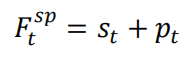 F_t^{sp} = s_t + p_t